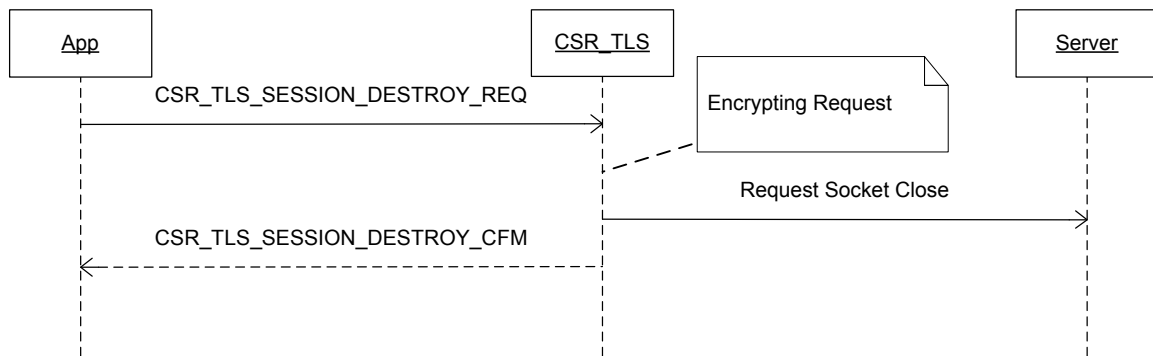 App
CSR_TLS
Server
CSR_TLS_SESSION_DESTROY_REQ
Encrypting Request
Request Socket Close
CSR_TLS_SESSION_DESTROY_CFM